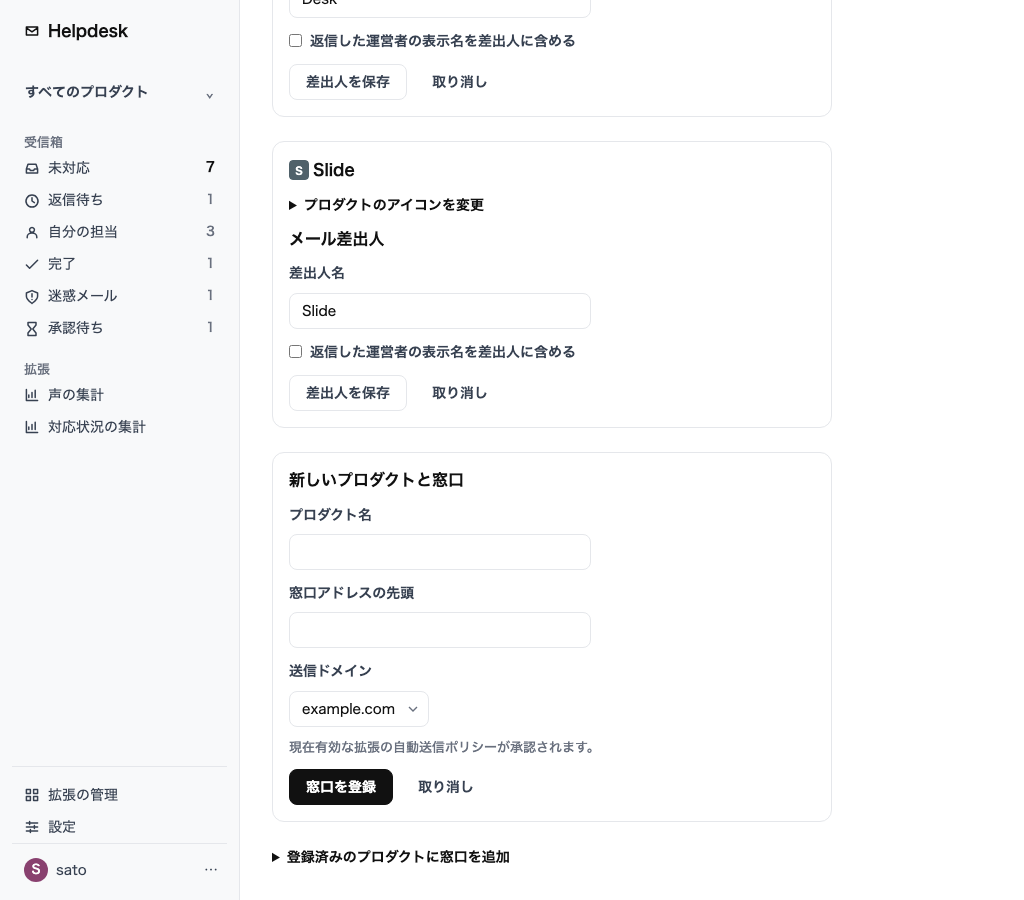 Helpdesk
すべてのプロダクト
受信箱
未対応 7
返信待ち 1
自分の担当 3
完了 1
迷惑メール 1
承認待ち 1
拡張
声の集計
対応状況の集計
拡張の管理
設定
S sato ...
Desk
返信した運営者の表示名を差出人に含める
差出人を保存 取り消し
S Slide
プロダクトのアイコンを変更
メール差出人
差出人名
Slide
返信した運営者の表示名を差出人に含める
差出人を保存 取り消し
新しいプロダクトと窓口
プロダクト名
窓口アドレスの先頭
送信ドメイン
example.com
現在有効な拡張の自動送信ポリシーが承認されます。
窓口を登録 取り消し
登録済みのプロダクトに窓口を追加